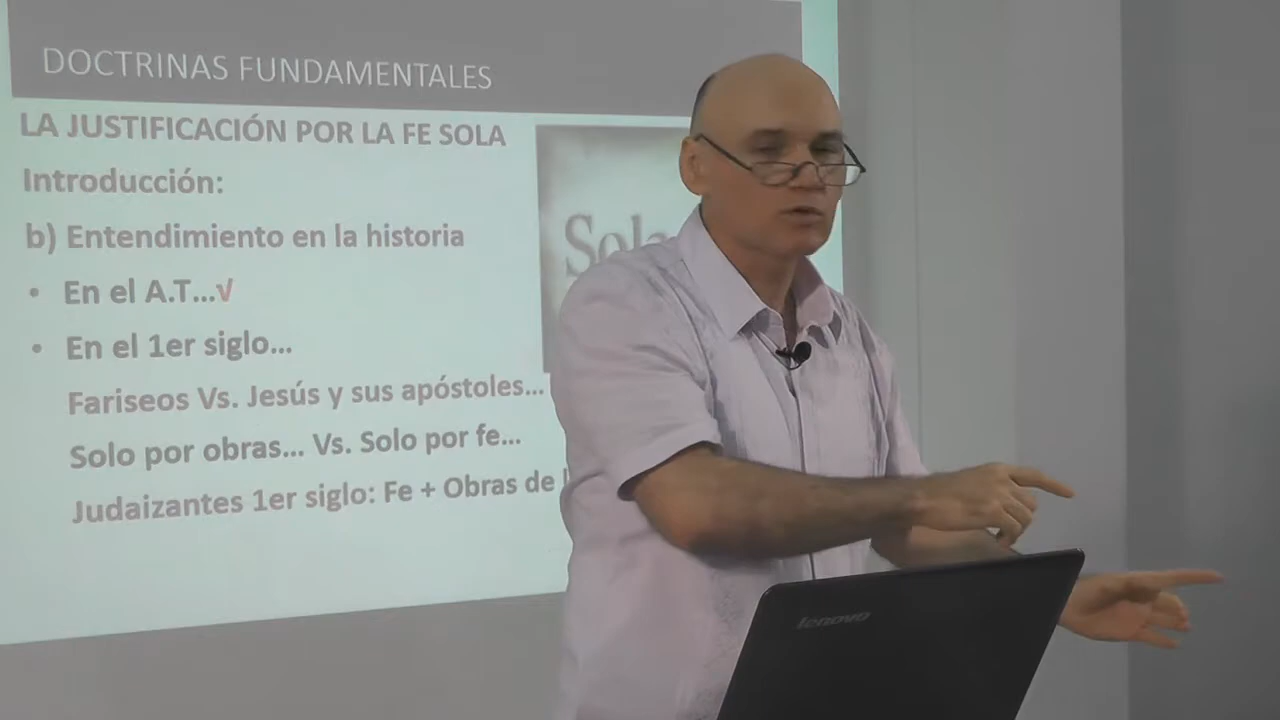 DOCTRINAS FUNDAMENTALES
LA JUSTIFICACIÓN POR LA FE SOLA
Introducción:
b) Entendimiento en la historia
• En el A.T...√
• En el 1er siglo...
Fariseos Vs. Jesús y sus apóstoles...
Solo por obras... Vs. Solo por fe...
Judaizantes 1er siglo: Fe + Obras de
Sola
lenovo